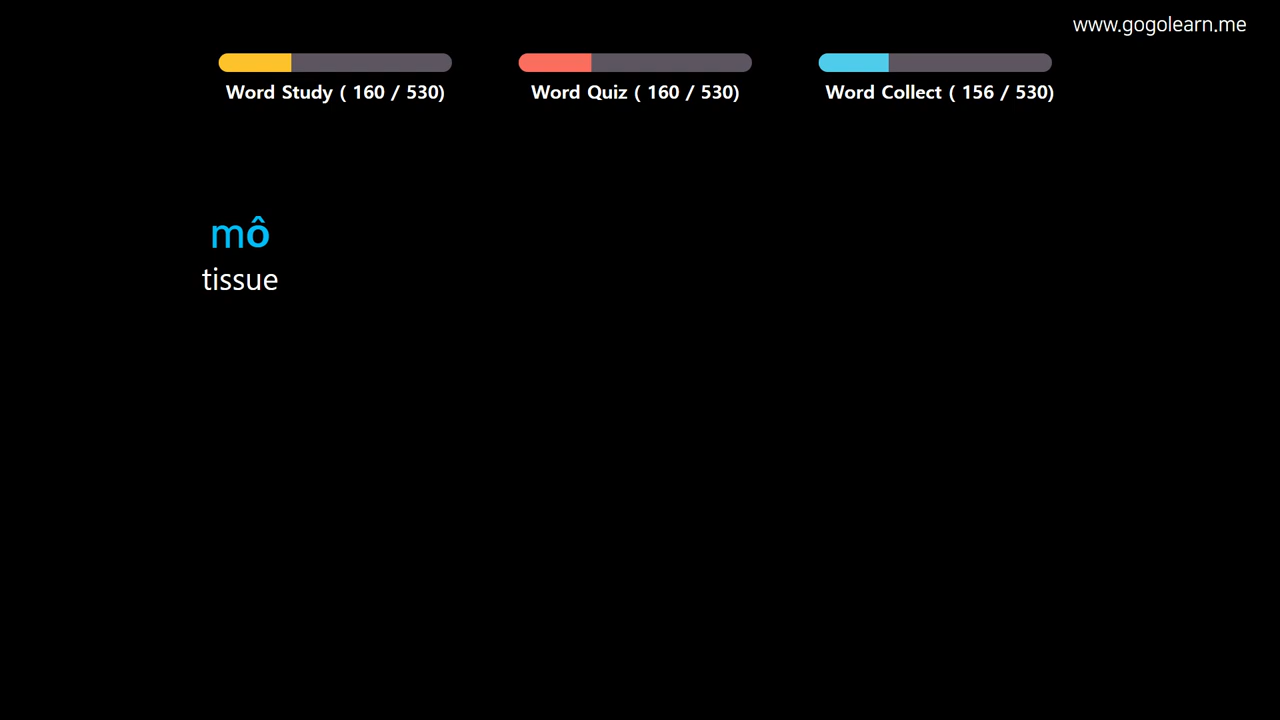 www.gogolearn.me
Word Study ( 160 / 530)
Word Quiz ( 160 / 530)
Word Collect ( 156 / 530)
mô
tissue